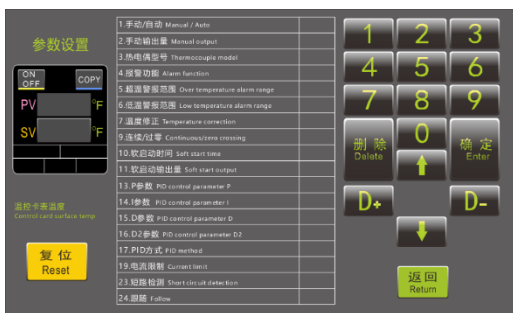 参数设置
ON
OFF
COPY
PV
°F
SV
°F
温控卡表温度
Control card surface temp
复 位
Reset
1.手动/自动 Manual / Auto
2.手动输出量 Manual output
3.热电偶型号 Thermocouple model
4.报警功能 Alarm function
5.超温警报范围 Over temperature alarm range
6.低温警报范围 Low temperature alarm range
7.温度修正 Temperature correction
9.连续/过零 Continuous/zero crossing
10.软启动时间 Soft start time
11.软启动输出量 Soft start output
13.P参数 PID control parameter P
14.I参数 PID control parameter I
15.D参数 PID control parameter D
16.D2参数 PID control parameter D2
17.PID方式 PID method
19.电流限制 Current limit
23.短路检测 Short circuit detection
24.跟随 Follow
1 2 3
4 5 6
7 8 9
删 除
Delete
0
确 定
Enter
D+
D-
返 回
Return